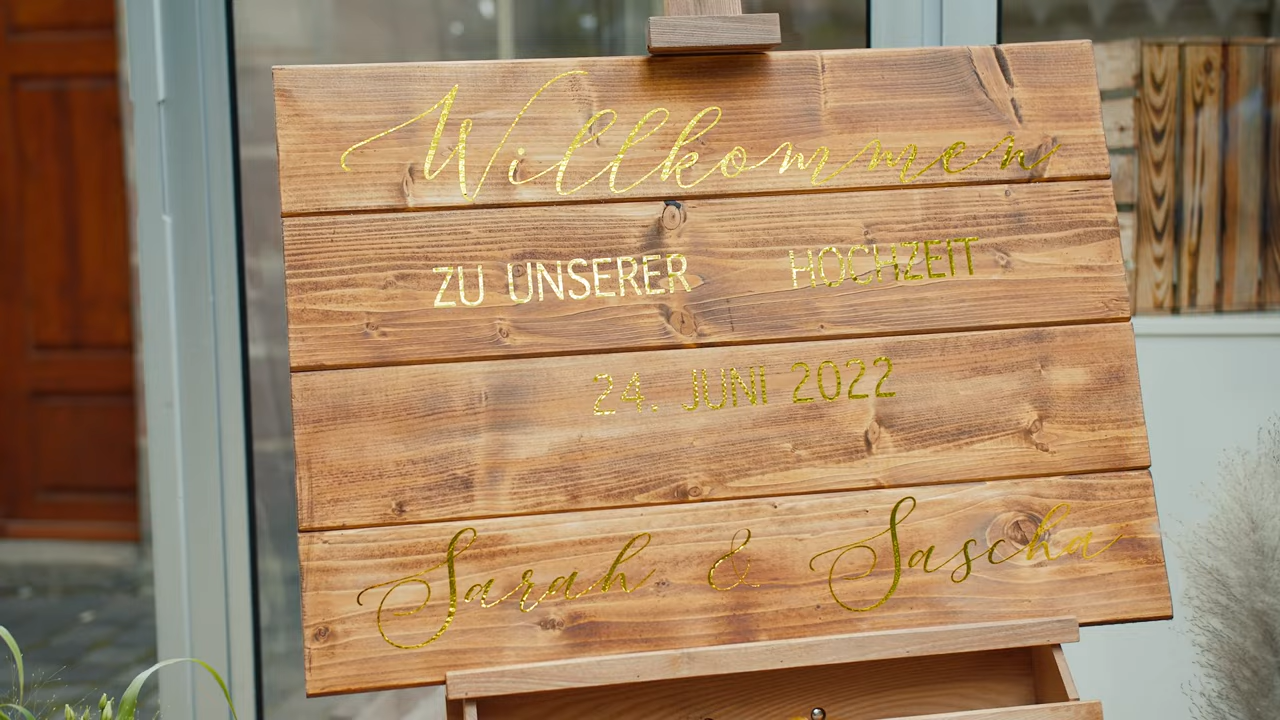 Willkommen
ZU UNSERER HOCHZEIT
24. JUNI 2022
Sarah & Sascha